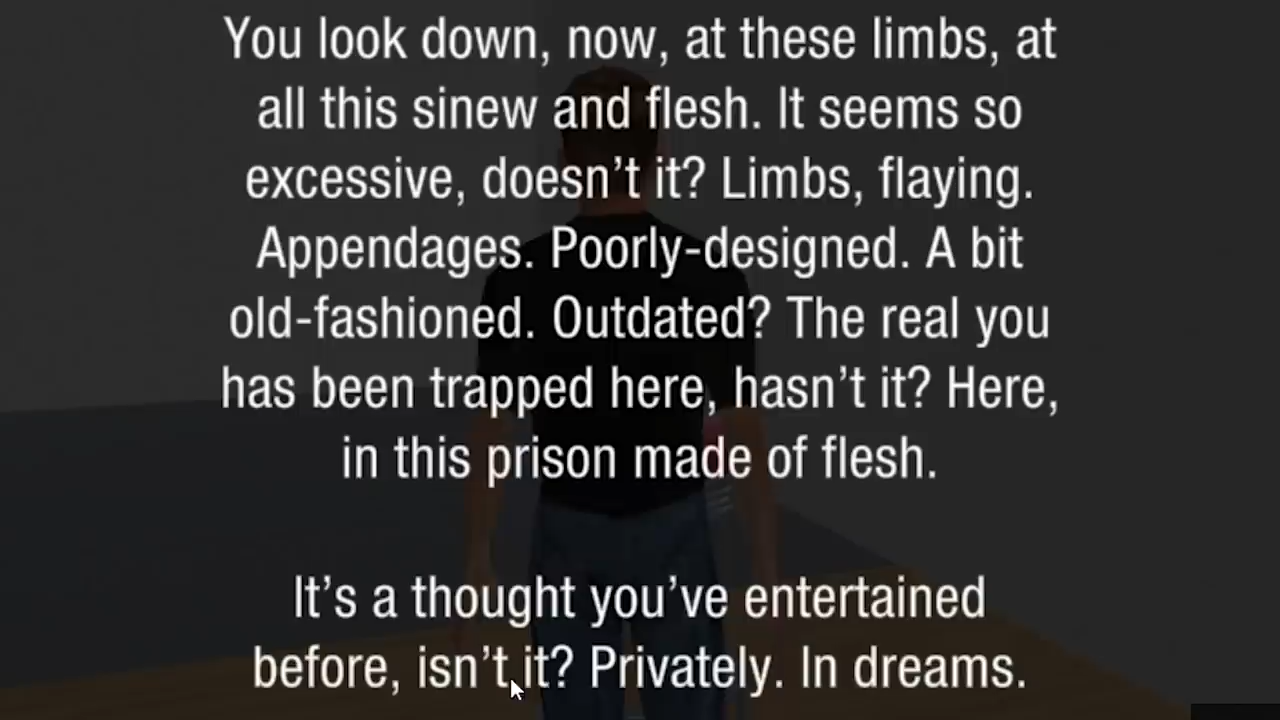 You look down, now, at these limbs, at
all this sinew and flesh. It seems so
excessive, doesn’t it? Limbs, flaying.
Appendages. Poorly-designed. A bit
old-fashioned. Outdated? The real you
has been trapped here, hasn’t it? Here,
in this prison made of flesh.
It’s a thought you’ve entertained
before, isn’t it? Privately. In dreams.